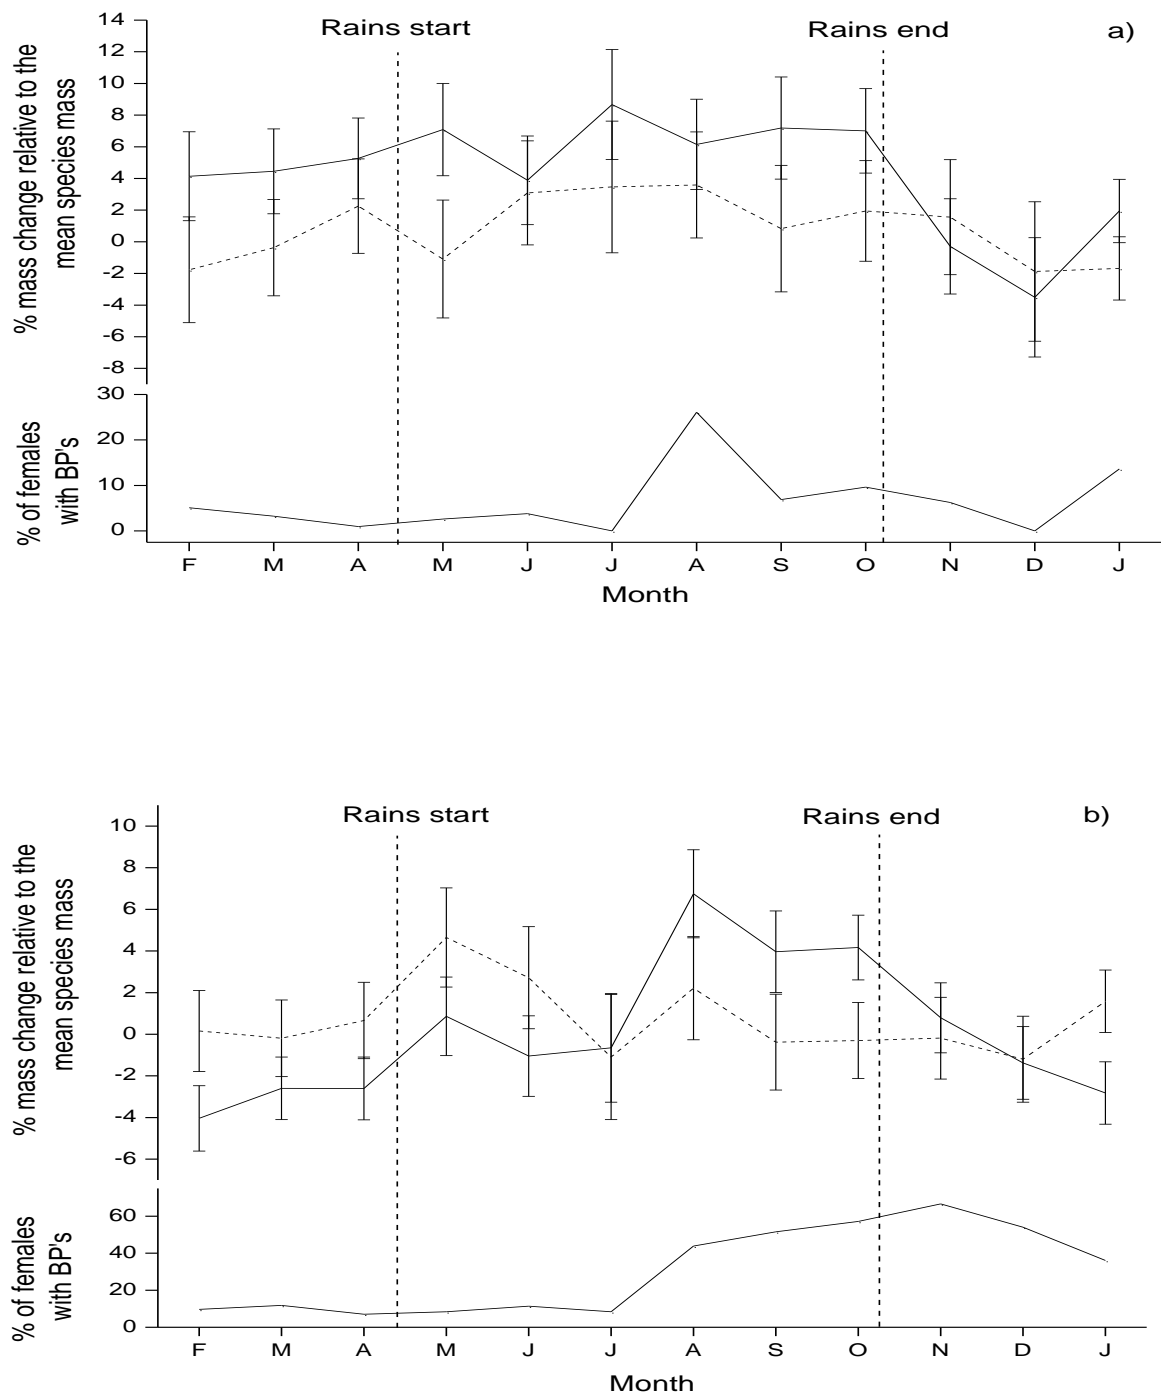 Rains start
Rains end
a)
% mass change relative to the
mean species mass
14
12
10
8
6
4
2
0
-2
-4
-6
-8
% of females
with BP's
30
20
10
0
F M A M J J A S O N D J
Month
Rains start
Rains end
b)
% mass change relative to the
mean species mass
10
8
6
4
2
0
-2
-4
-6
% of females
with BP's
60
40
20
0
F M A M J J A S O N D J
Month